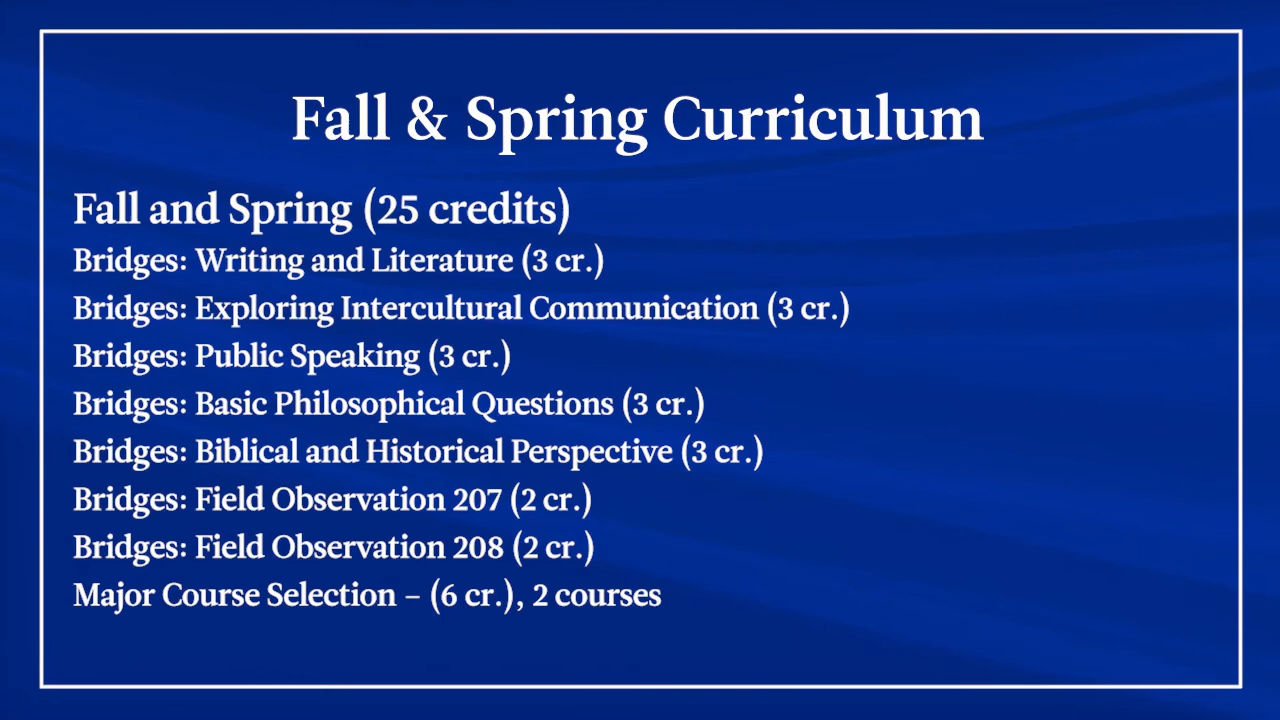 Fall & Spring Curriculum
Fall and Spring (25 credits)
Bridges: Writing and Literature (3 cr.)
Bridges: Exploring Intercultural Communication (3 cr.)
Bridges: Public Speaking (3 cr.)
Bridges: Basic Philosophical Questions (3 cr.)
Bridges: Biblical and Historical Perspective (3 cr.)
Bridges: Field Observation 207 (2 cr.)
Bridges: Field Observation 208 (2 cr.)
Major Course Selection – (6 cr.), 2 courses